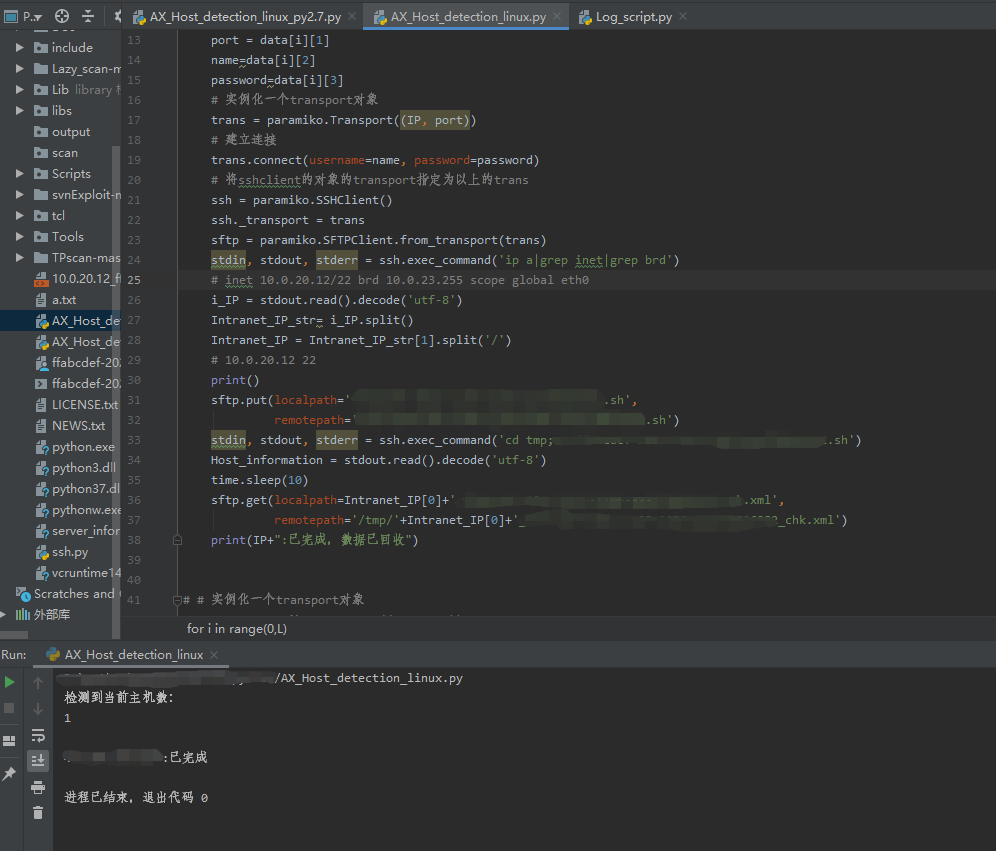 P..
AX_Host_detection_linux_py2.7.py
AX_Host_detection_linux.py
Log_script.py
include
Lazy_scan-m
Lib library
libs
output
scan
Scripts
svnExploit-m
tcl
Tools
TPscan-mas
10.0.20.12_ff
a.txt
AX_Host_de
AX_Host_de
ffabcdef-20
ffabcdef-20
LICENSE.txt
NEWS.txt
python.exe
python3.dll
python37.dl
pythonw.exe
server_infor
ssh.py
vcruntime14
Scratches and
外部库
13 port = data[i][1]
14 name=data[i][2]
15 password=data[i][3]
16 # 实例化一个transport对象
17 trans = paramiko.Transport((IP, port))
18 # 建立连接
19 trans.connect(username=name, password=password)
20 # 将sshclient的对象的transport指定为以上的trans
21 ssh = paramiko.SSHClient()
22 ssh._transport = trans
23 sftp = paramiko.SFTPClient.from_transport(trans)
24 stdin, stdout, stderr = ssh.exec_command('ip a|grep inet|grep brd')
25 # inet 10.0.20.12/22 brd 10.0.23.255 scope global eth0
26 i_IP = stdout.read().decode('utf-8')
27 Intranet_IP_str= i_IP.split()
28 Intranet_IP = Intranet_IP_str[1].split('/')
29 # 10.0.20.12 22
30 print()
31 sftp.put(localpath=' .sh',
32 remotepath=' .sh')
33 stdin, stdout, stderr = ssh.exec_command('cd tmp; .sh')
34 Host_information = stdout.read().decode('utf-8')
35 time.sleep(10)
36 sftp.get(localpath=Intranet_IP[0]+' .xml',
37 remotepath='/tmp/'+Intranet_IP[0]+'_ _chk.xml')
38 print(IP+":已完成, 数据已回收")
39
40
41 # # 实例化一个transport对象
for i in range(0,L)
Run: AX_Host_detection_linux
/AX_Host_detection_linux.py
检测到当前主机数:
1
:已完成
进程已结束, 退出代码 0